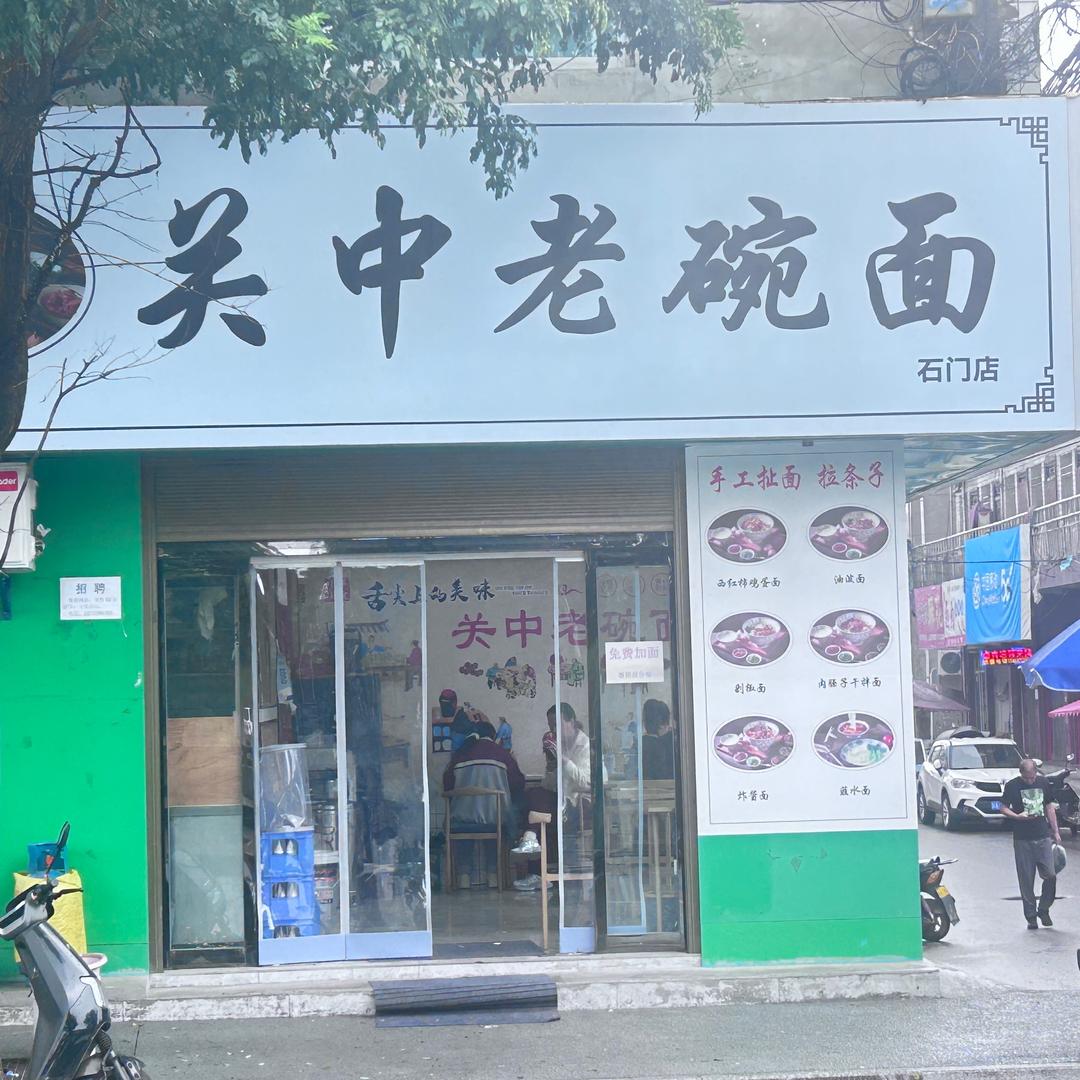 关中老碗面
石门店
手工扯面 拉条子
西红柿鸡蛋面
油泼面
剁椒面
肉臊子干拌面
炸酱面
蘸水面
招聘
舌尖上的美味
关中老碗面
免费加面